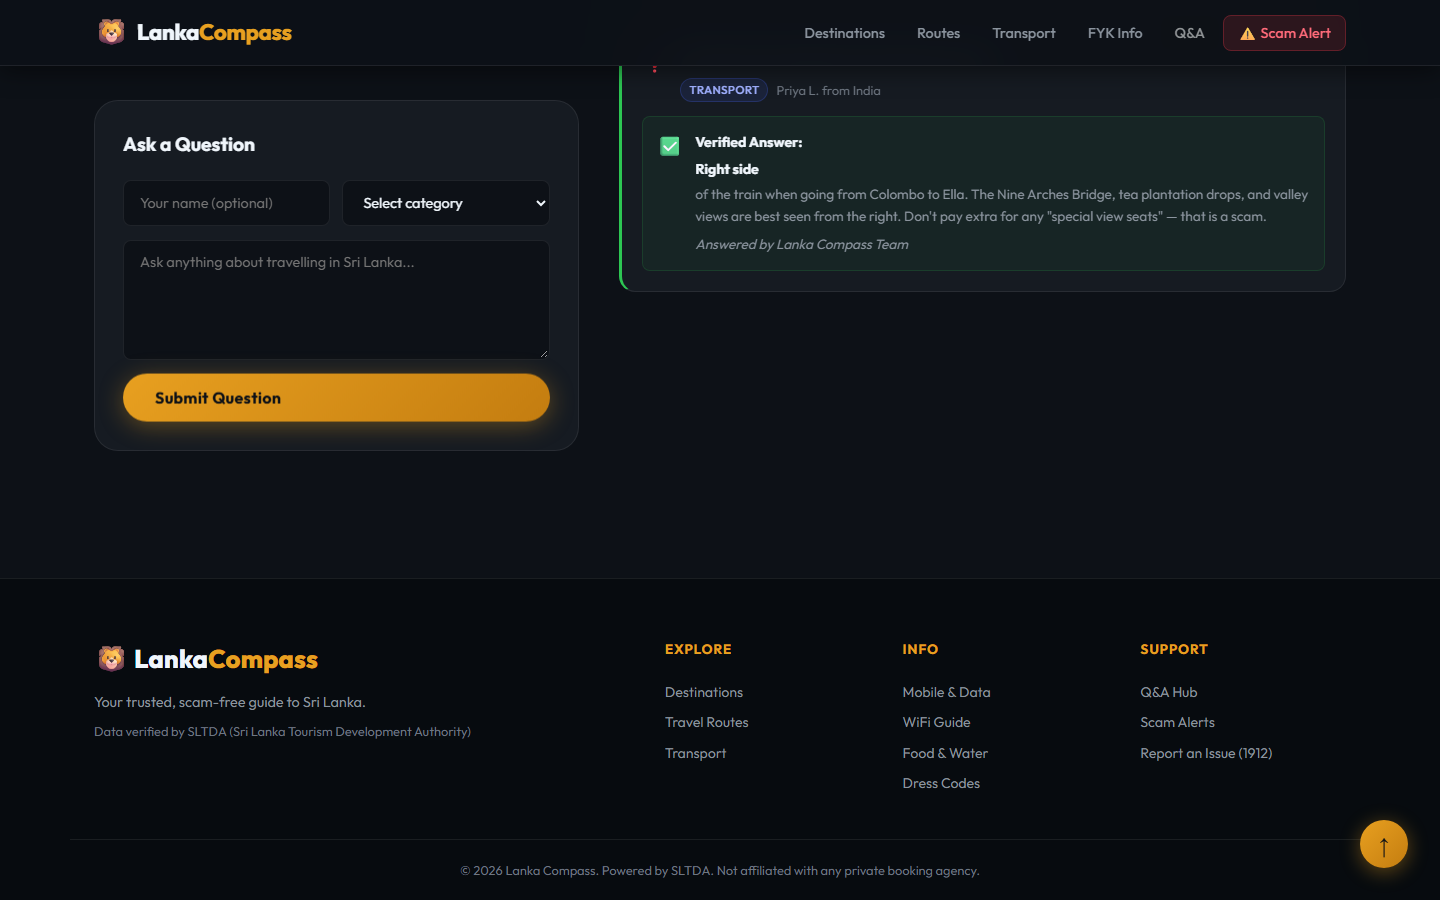 LankaCompass
Destinations
Routes
Transport
FYK Info
Q&A
Scam Alert
Ask a Question
Your name (optional)
Select category
Ask anything about travelling in Sri Lanka...
Submit Question
TRANSPORT
Priya L. from India
Verified Answer:
Right side
of the train when going from Colombo to Ella. The Nine Arches Bridge, tea plantation drops, and valley
views are best seen from the right. Don't pay extra for any "special view seats" — that is a scam.
Answered by Lanka Compass Team
LankaCompass
Your trusted, scam-free guide to Sri Lanka.
Data verified by SLTDA (Sri Lanka Tourism Development Authority)
EXPLORE
Destinations
Travel Routes
Transport
INFO
Mobile & Data
WiFi Guide
Food & Water
Dress Codes
SUPPORT
Q&A Hub
Scam Alerts
Report an Issue (1912)
© 2026 Lanka Compass. Powered by SLTDA. Not affiliated with any private booking agency.
↑